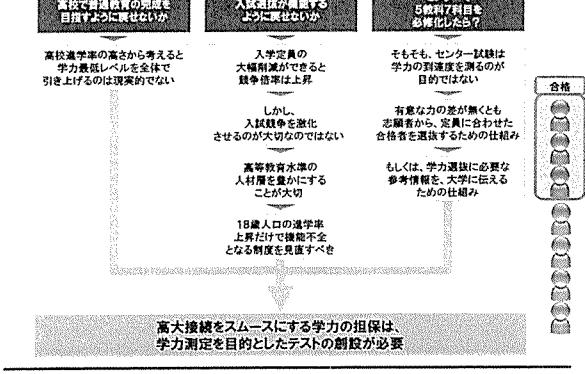 高校で普通教育の完成を
目指すように戻せないか
入試選抜が機能する
ように戻せないか
5教科7科目を
必修化したら？
高校進学率の高さから考えると
学力最低レベルを全体で
引き上げるのは現実的でない
入学定員の
大幅削減ができると
競争倍率は上昇
しかし、
入試競争を激化
させるのが大切なのではない
高等教育水準の
人材層を豊かにする
ことが大切
18歳人口の進学率
上昇だけで機能不全
となる制度を見直すべき
そもそも、センター試験は
学力の到達度を測るのが
目的ではない
有意な力の差が無くとも
志願者から、定員に合わせた
合格者を選抜するための仕組み
もしくは、学力選抜に必要な
参考情報を、大学に伝える
ための仕組み
合格
高大接続をスムースにする学力の担保は、
学力測定を目的としたテストの創設が必要